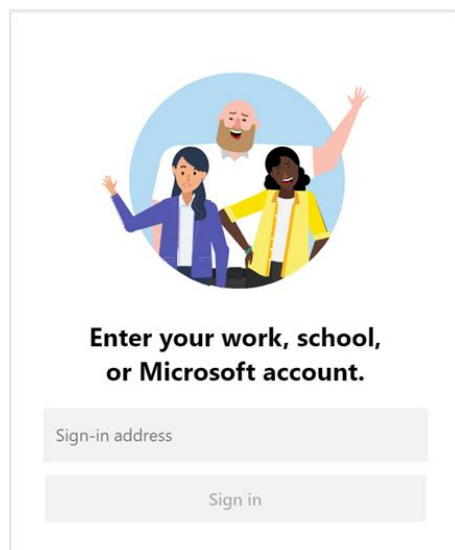 Enter your work, school,
or Microsoft account.
Sign-in address
Sign in